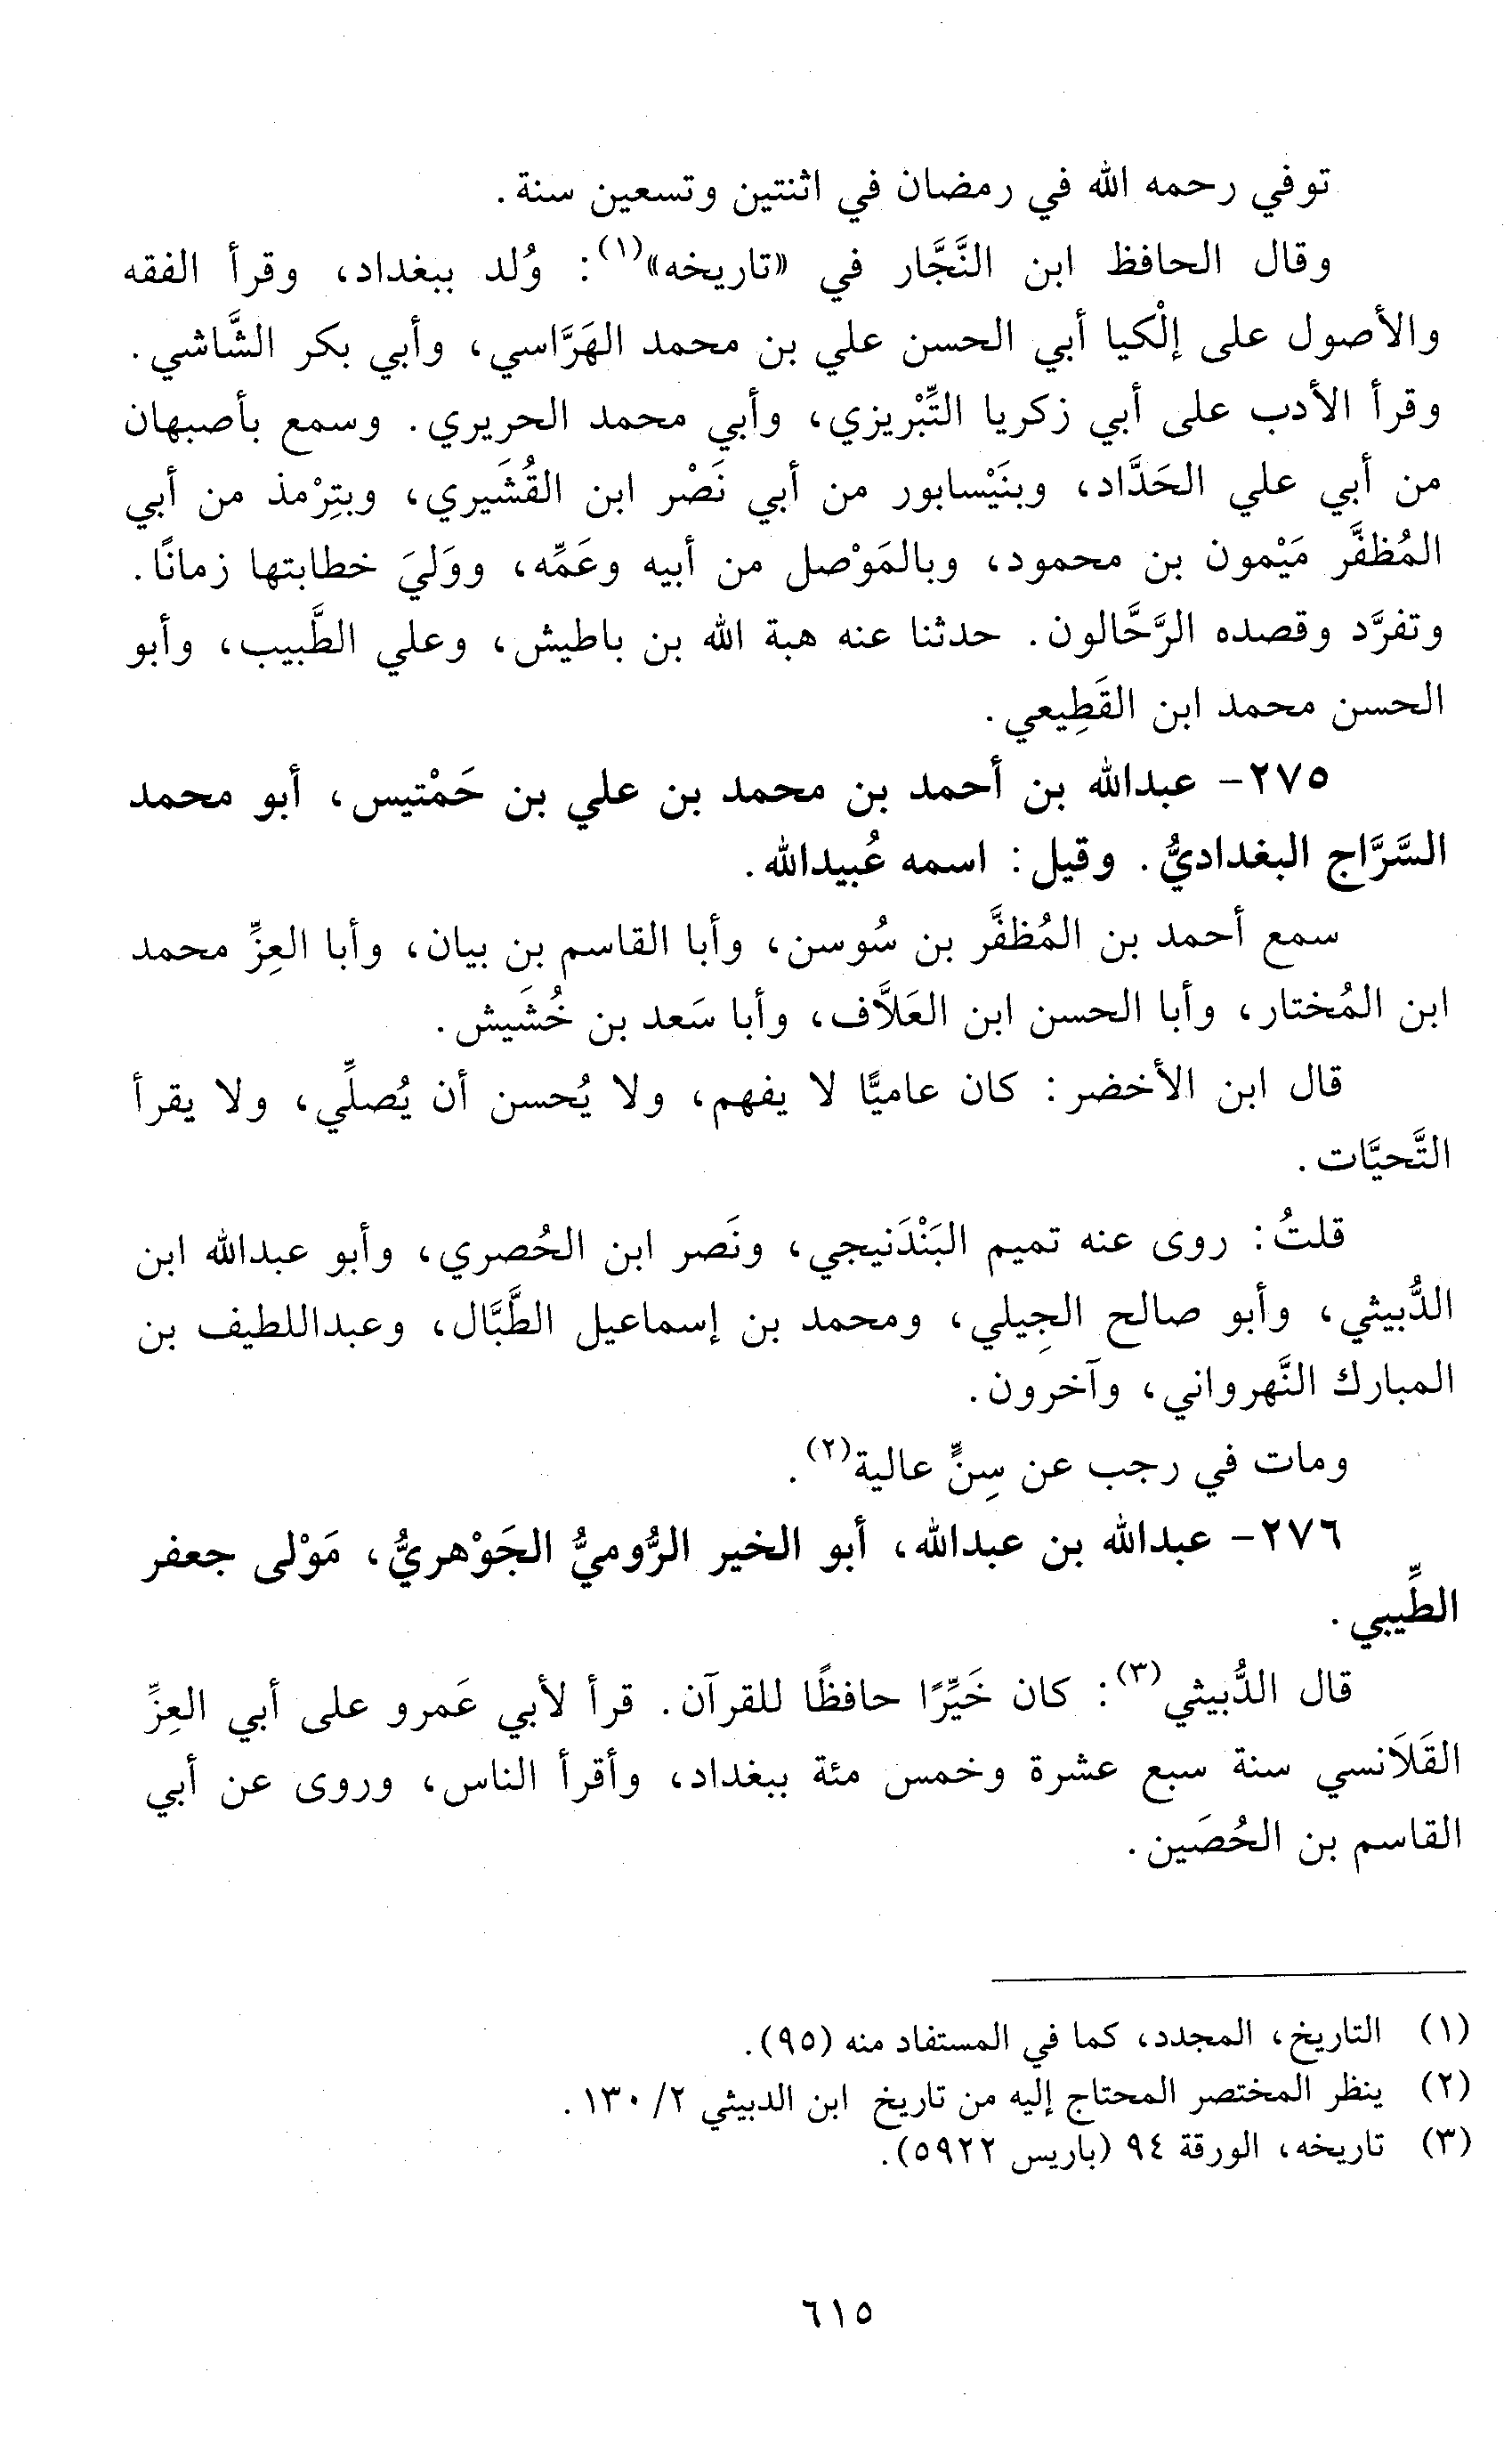 توفي رحمه الله في رمضان في اثنتين وتسعين سنة.
وقال الحافظ ابن النَّجَّار في «تاريخه»(١): وُلد ببغداد، وقرأ الفقه
والأصول على إلْكيا أبي الحسن علي بن محمد الهَرَّاسي، وأبي بكر الشَّاشي.
وقرأ الأدب على أبي زكريا التِّبْريزي، وأبي محمد الحريري. وسمع بأصبهان
من أبي علي الحَدَّاد، وبنَيْسابور من أبي نَصْر ابن القُشَيري، وبتِرْمذ من أبي
المُظفَّر مَيْمون بن محمود، وبالمَوْصل من أبيه وعَمِّه، ووَليَ خطابتها زمانًا.
وتفرَّد وقصده الرَّحَّالون. حدثنا عنه هبة الله بن باطيش، وعلي الطَّبيب، وأبو
الحسن محمد ابن القَطِيعي.
٢٧٥- عبدالله بن أحمد بن محمد بن علي بن حَمْتيس، أبو محمد
السَّرَّاج البغداديُّ. وقيل: اسمه عُبيدالله.
سمع أحمد بن المُظفَّر بن سُوسن، وأبا القاسم بن بيان، وأبا العِزِّ محمد
ابن المُختار، وأبا الحسن ابن العَلاَّف، وأبا سَعد بن خُشَيش.
قال ابن الأخضر: كان عاميًّا لا يفهم، ولا يُحسن أن يُصلِّي، ولا يقرأ
التَّحيَّات.
قلتُ: روى عنه تميم البَنْدَنيجي، ونَصر ابن الحُصري، وأبو عبدالله ابن
الدُّبيثي، وأبو صالح الجِيلي، ومحمد بن إسماعيل الطَّبَّال، وعبداللطيف بن
المبارك النَّهرواني، وآخرون.
ومات في رجب عن سِنٍّ عالية(٢).
٢٧٦- عبدالله بن عبدالله، أبو الخير الرُّوميُّ الجَوْهريُّ، مَوْلى جعفر
الطِّيبي.
قال الدُّبيثي(٣): كان خَيِّرًا حافظًا للقرآن. قرأ لأبي عَمرو على أبي العِزِّ
القَلاَنسي سنة سبع عشرة وخمس مئة ببغداد، وأقرأ الناس، وروى عن أبي
القاسم بن الحُصَين.
(١) التاريخ، المجدد، كما في المستفاد منه (٩٥).
(٢) ينظر المختصر المحتاج إليه من تاريخ ابن الدبيثي ٢/ ١٣٠.
(٣) تاريخه، الورقة ٩٤ (باريس ٥٩٢٢).
٦١٥